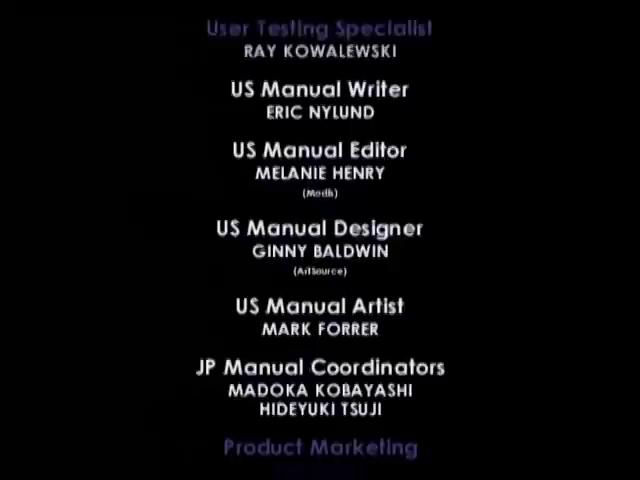 User Testing Specialist
RAY KOWALEWSKI
US Manual Writer
ERIC NYLUND
US Manual Editor
MELANIE HENRY
(Modis)
US Manual Designer
GINNY BALDWIN
(ArtSource)
US Manual Artist
MARK FORRER
JP Manual Coordinators
MADOKA KOBAYASHI
HIDEYUKI TSUJI
Product Marketing